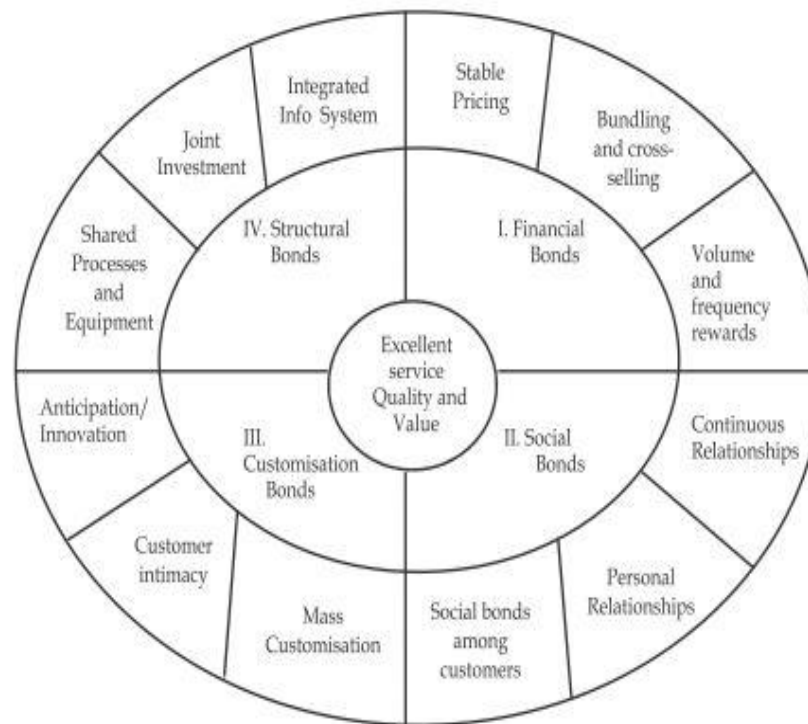 Integrated
Info System
Stable
Pricing
Joint
Investment
Bundling
and cross-
selling
Shared
Processes
and
Equipment
IV. Structural
Bonds
I. Financial
Bonds
Volume
and
frequency
rewards
Excellent
service
Quality and
Value
Anticipation/
Innovation
III.
Customisation
Bonds
II. Social
Bonds
Continuous
Relationships
Customer
intimacy
Mass
Customisation
Social bonds
among
customers
Personal
Relationships